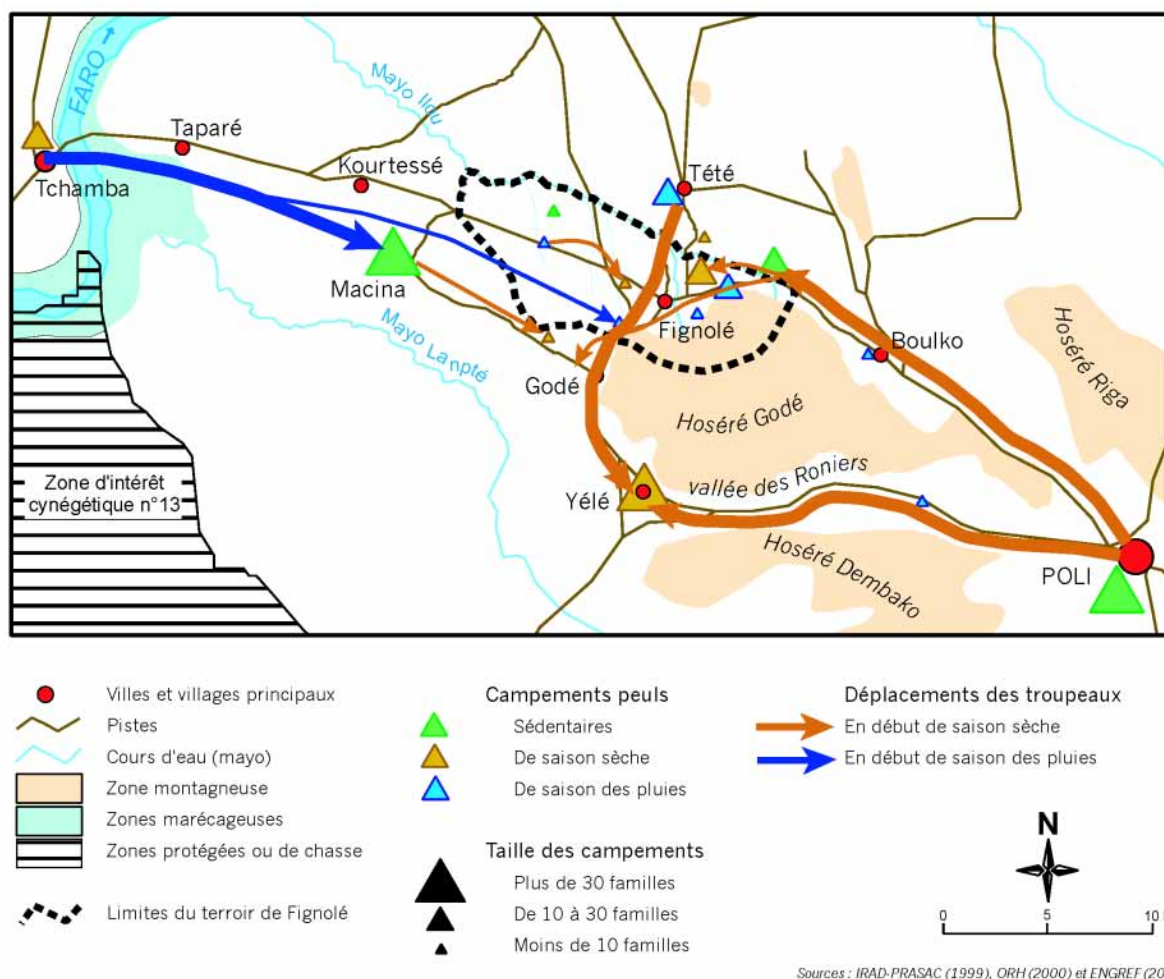 FARO
Mayo Ilou
Taparé
Tchamba
Kourtessé
Tété
Macina
Fignolé
Mayo Lanpté
Boulko
Hoséré Riga
Godé
Hoséré Godé
Zone d'intérêt
cynégétique n°13
Yélé
vallée des Roniers
Hoséré Dembako
POLI
Villes et villages principaux
Pistes
Cours d'eau (mayo)
Zone montagneuse
Zones marécageuses
Zones protégées ou de chasse
Limites du terroir de Fignolé
Campements peuls
Sédentaires
De saison sèche
De saison des pluies
Taille des campements
Plus de 30 familles
De 10 à 30 familles
Moins de 10 familles
Déplacements des troupeaux
En début de saison sèche
En début de saison des pluies
N
0 5 10
Sources : IRAD-PRASAC (1999), ORH (2000) et ENGREF (20